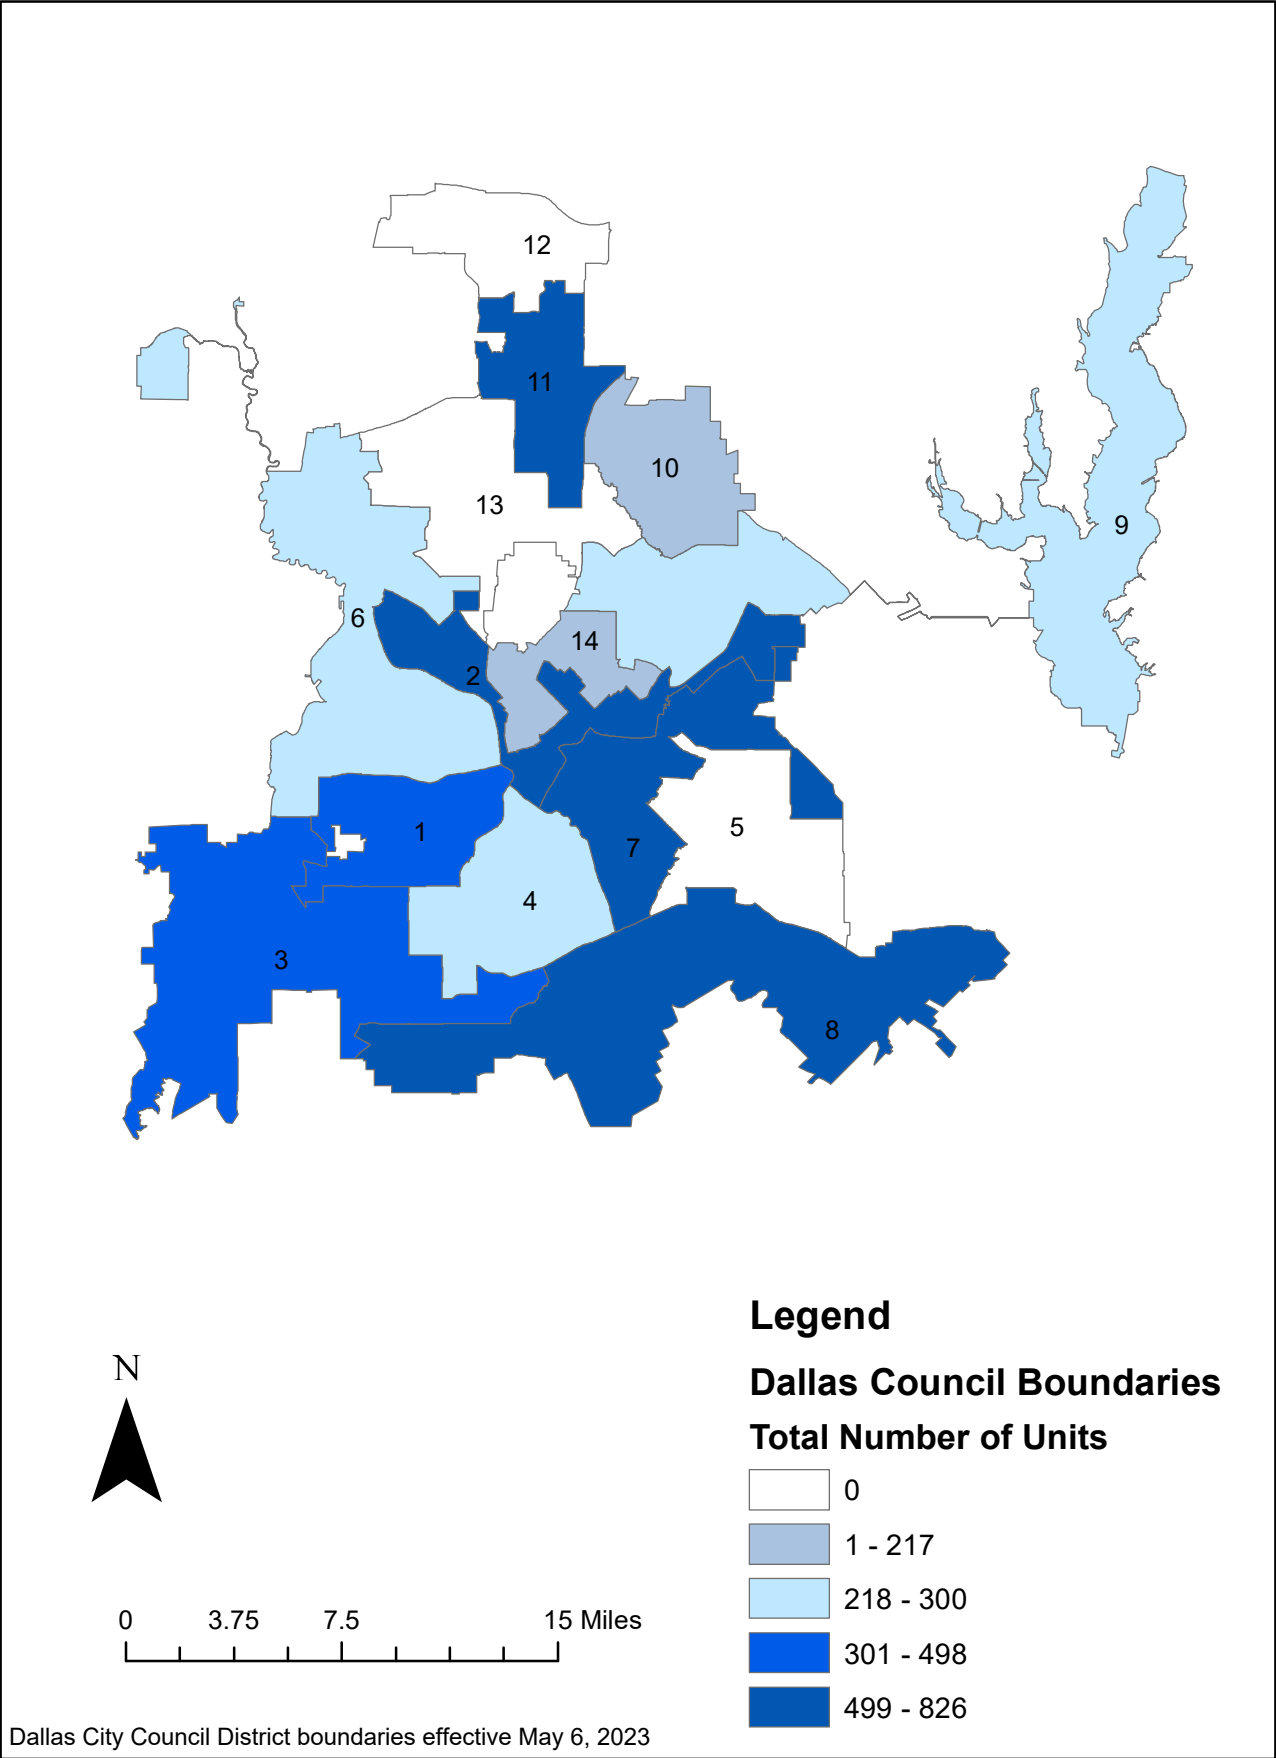 12
11
10
13
9
6
14
2
1
5
7
4
3
8
Legend
Dallas Council Boundaries
Total Number of Units
0
1 - 217
218 - 300
301 - 498
499 - 826
N
0 3.75 7.5 15 Miles
Dallas City Council District boundaries effective May 6, 2023